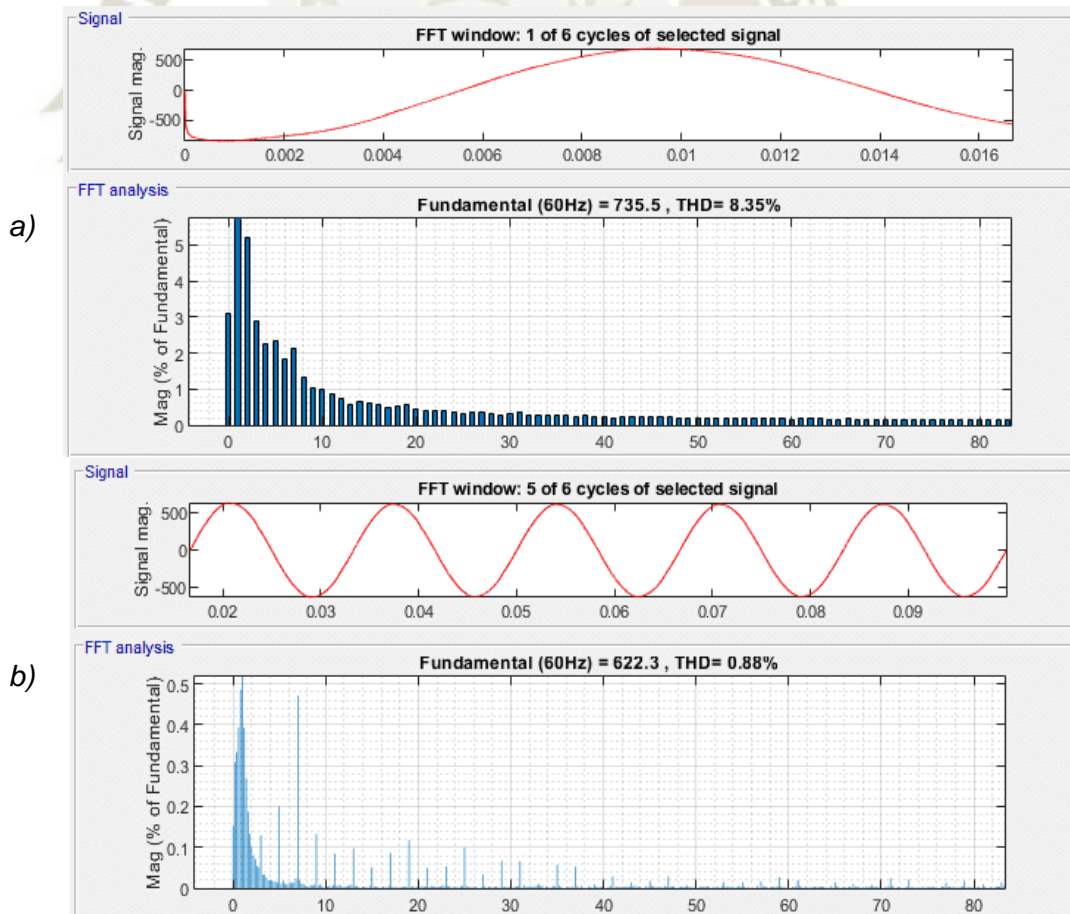 Signal
FFT window: 1 of 6 cycles of selected signal
Signal mag.
500
0
-500
0 0.002 0.004 0.006 0.008 0.01 0.012 0.014 0.016
FFT analysis
a)
Fundamental (60Hz) = 735.5 , THD= 8.35%
Mag (% of Fundamental)
5
4
3
2
1
0
0 10 20 30 40 50 60 70 80
Signal
FFT window: 5 of 6 cycles of selected signal
Signal mag.
500
0
-500
0.02 0.03 0.04 0.05 0.06 0.07 0.08 0.09
FFT analysis
b)
Fundamental (60Hz) = 622.3 , THD= 0.88%
Mag (% of Fundamental)
0.5
0.4
0.3
0.2
0.1
0
0 10 20 30 40 50 60 70 80